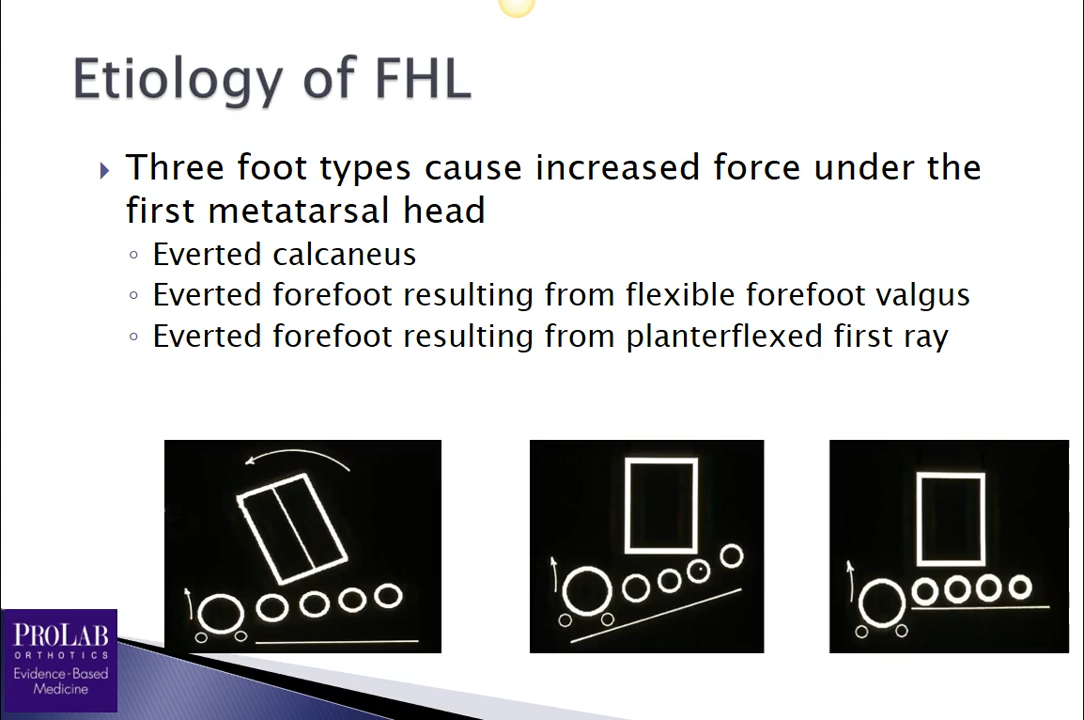 Etiology of FHL
Three foot types cause increased force under the
first metatarsal head
Everted calcaneus
Everted forefoot resulting from flexible forefoot valgus
Everted forefoot resulting from planterflexed first ray
PROLAB
ORTHOTICS
Evidence-Based
Medicine